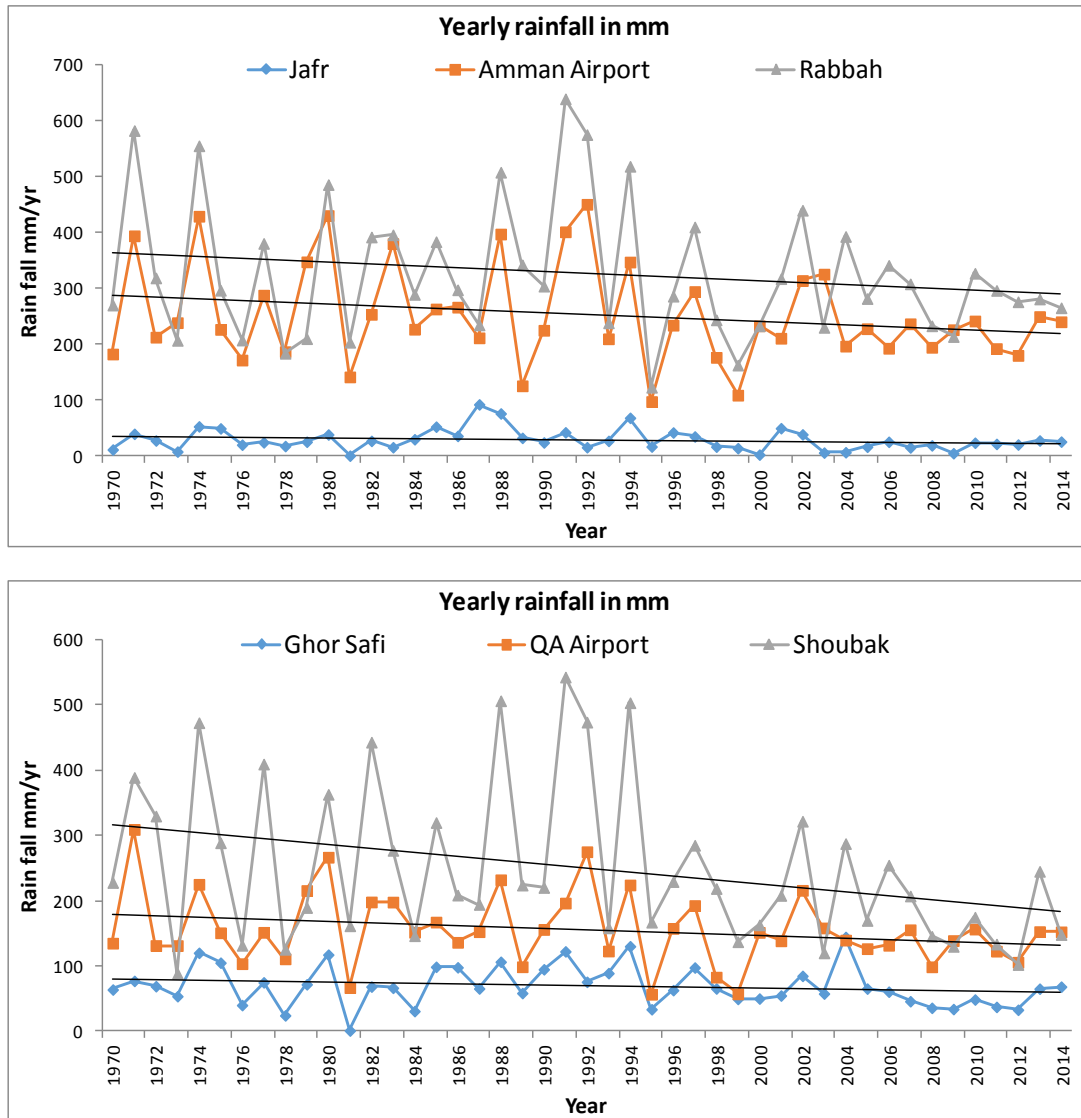 Yearly rainfall in mm
Jafr Amman Airport Rabbah
Rain fall mm/yr
700
600
500
400
300
200
100
0
1970 1972 1974 1976 1978 1980 1982 1984 1986 1988 1990 1992 1994 1996 1998 2000 2002 2004 2006 2008 2010 2012 2014
Year
Yearly rainfall in mm
Ghor Safi QA Airport Shoubak
Rain fall mm/yr
600
500
400
300
200
100
0
1970 1972 1974 1976 1978 1980 1982 1984 1986 1988 1990 1992 1994 1996 1998 2000 2002 2004 2006 2008 2010 2012 2014
Year